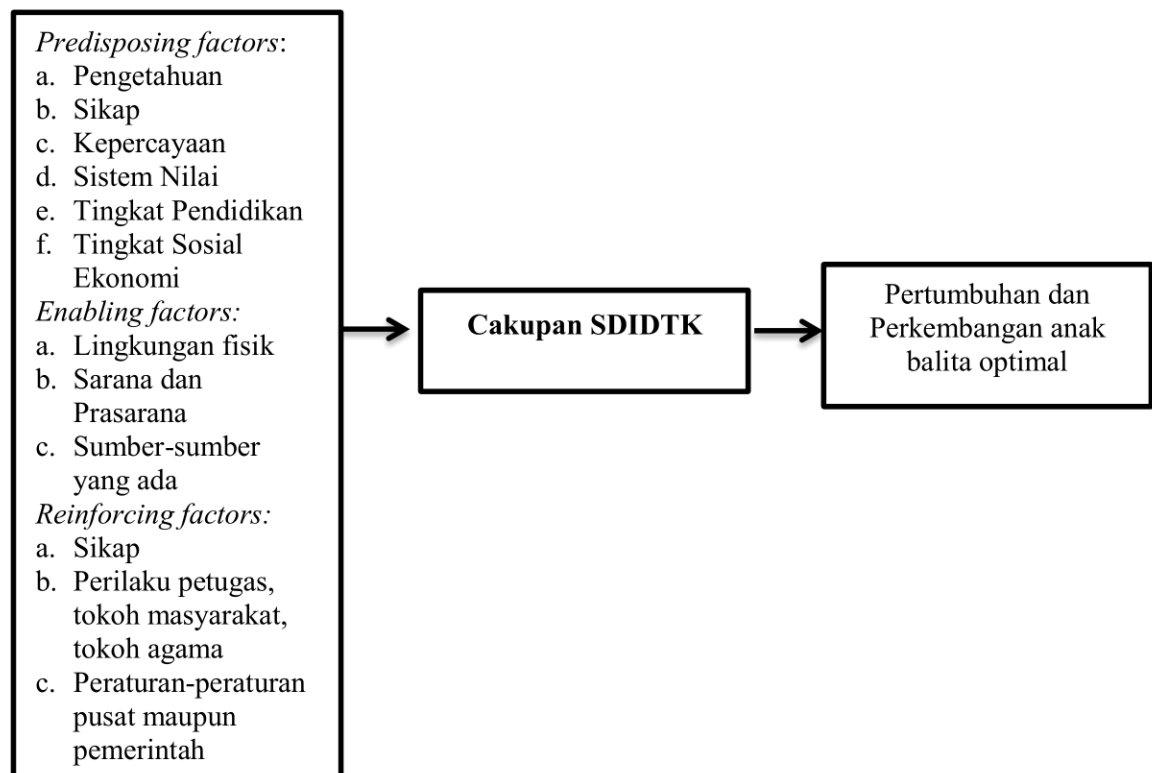 Predisposing factors:
a. Pengetahuan
b. Sikap
c. Kepercayaan
d. Sistem Nilai
e. Tingkat Pendidikan
f. Tingkat Sosial
Ekonomi
Enabling factors:
a. Lingkungan fisik
b. Sarana dan
Prasarana
c. Sumber-sumber
yang ada
Reinforcing factors:
a. Sikap
b. Perilaku petugas,
tokoh masyarakat,
tokoh agama
c. Peraturan-peraturan
pusat maupun
pemerintah
Cakupan SDIDTK
Pertumbuhan dan
Perkembangan anak
balita optimal